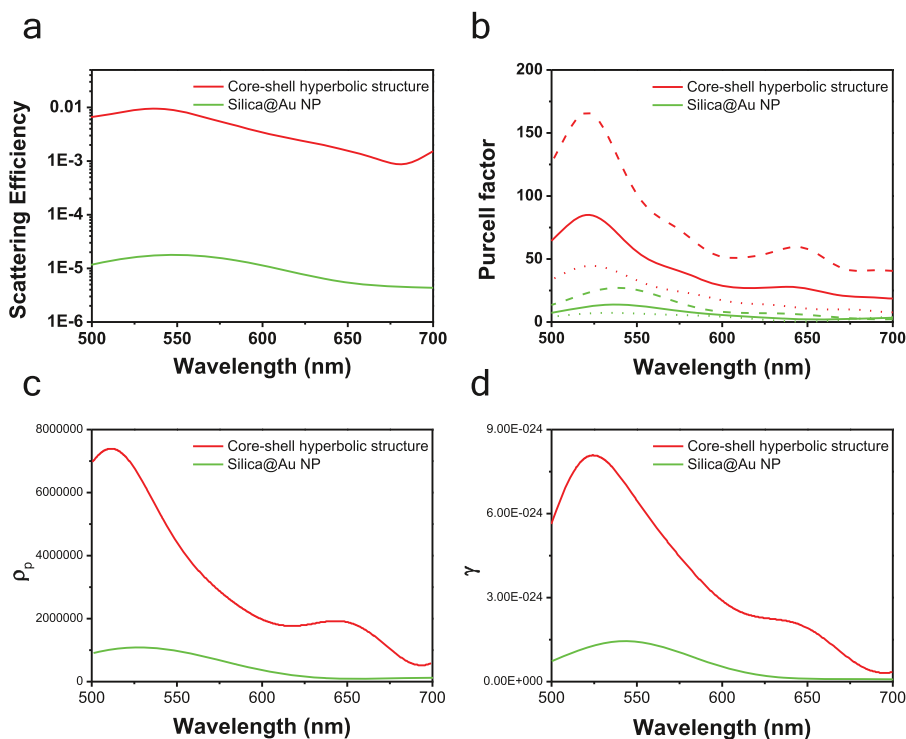 a
Core-shell hyperbolic structure
Silica@Au NP
0.01
1E-3
1E-4
1E-5
1E-6
500 550 600 650 700
Scattering Efficiency
Wavelength (nm)
b
Core-shell hyperbolic structure
Silica@Au NP
200
150
100
50
0
500 550 600 650 700
Purcell factor
Wavelength (nm)
c
Core-shell hyperbolic structure
Silica@Au NP
8000000
6000000
4000000
2000000
0
500 550 600 650 700
ρp
Wavelength (nm)
d
Core-shell hyperbolic structure
Silica@Au NP
9.00E-024
6.00E-024
3.00E-024
0.00E+000
500 550 600 650 700
γ
Wavelength (nm)